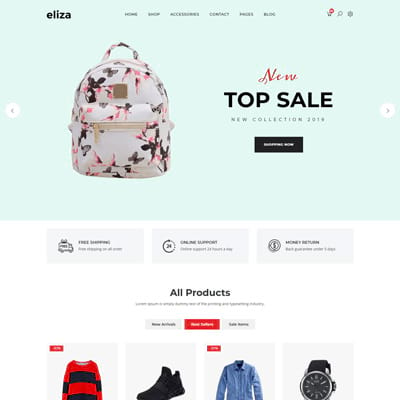 eliza
HOME SHOP ACCESSORIES CONTACT PAGES BLOG
New
TOP SALE
NEW COLLECTION 2019
SHOPPING NOW
FREE SHIPPING
Free shipping on all order
24
ONLINE SUPPORT
Online support 24 hours a day
MONEY RETURN
Back guarantee under 5 days
All Products
Lorem Ipsum is simply dummy text of the printing and typesetting industry.
New Arrivals Best Sellers Sale Items